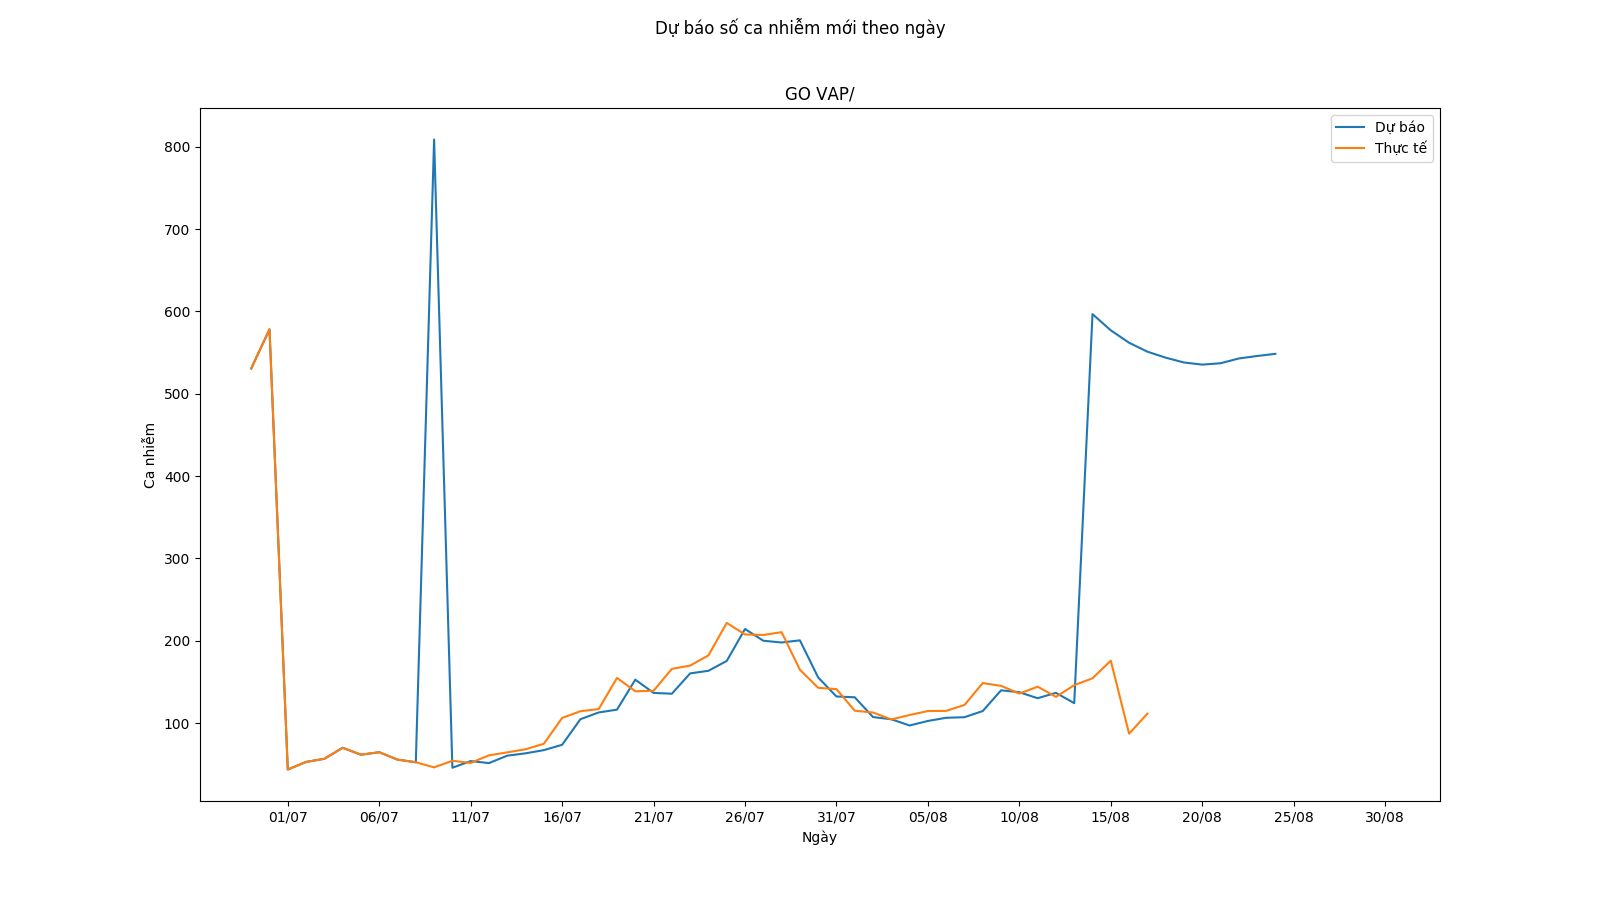 Dự báo số ca nhiễm mới theo ngày
GO VAP/
Dự báo
Thực tế
800
700
600
500
400
300
200
100
Ca nhiễm
01/07 06/07 11/07 16/07 21/07 26/07 31/07 05/08 10/08 15/08 20/08 25/08 30/08
Ngày